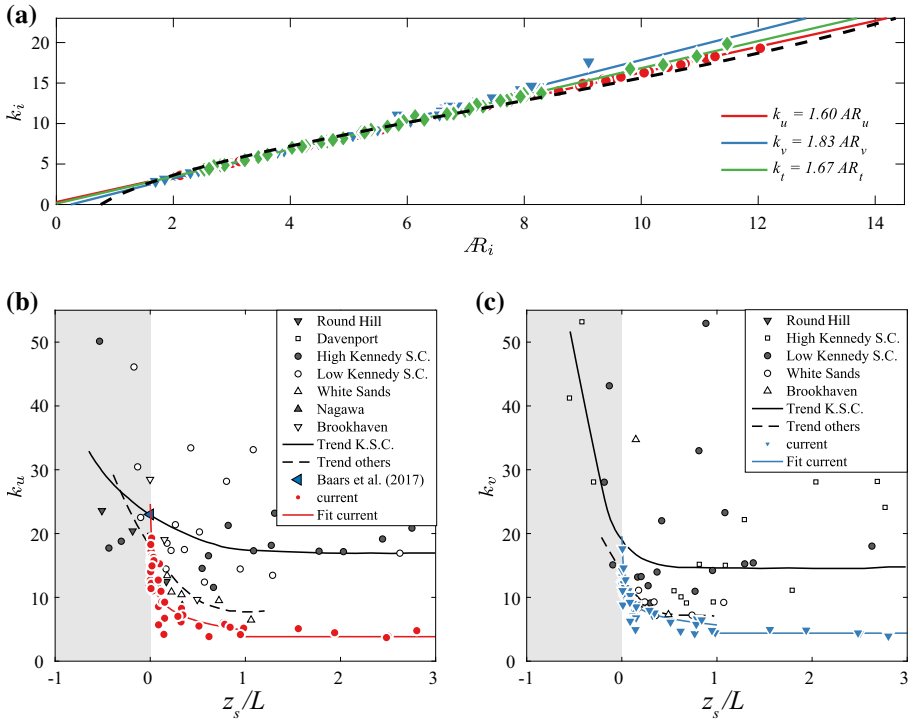 (a)
20
15
10
5
0
k_i
0
2
4
6
8
10
12
14
AR_i
k_u = 1.60 AR_u
k_v = 1.83 AR_v
k_t = 1.67 AR_t
(b)
50
40
30
20
10
0
k_u
-1
0
1
2
3
z_s/L
Round Hill
Davenport
High Kennedy S.C.
Low Kennedy S.C.
White Sands
Nagawa
Brookhaven
Trend K.S.C.
Trend others
Baars et al. (2017)
current
Fit current
(c)
50
40
30
20
10
0
k_v
-1
0
1
2
3
z_s/L
Round Hill
High Kennedy S.C.
Low Kennedy S.C.
White Sands
Brookhaven
Trend K.S.C.
Trend others
current
Fit current